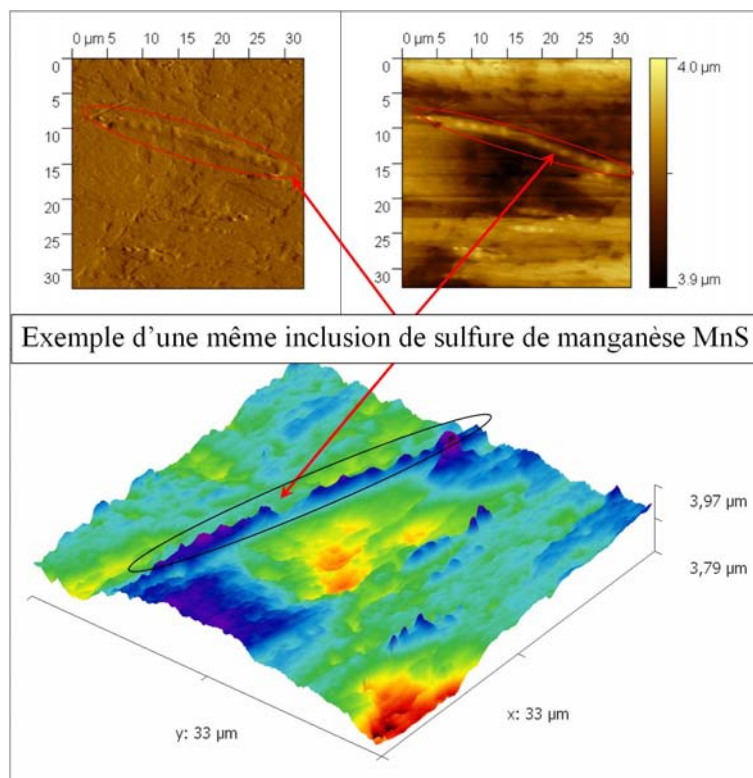 0 µm 5 10 15 20 25 30
0
5
10
15
20
25
30
0 µm 5 10 15 20 25 30
0
5
10
15
20
25
30
4.0 µm
3.9 µm
Exemple d’une même inclusion de sulfure de manganèse MnS
3,97 µm
3,79 µm
x: 33 µm
y: 33 µm